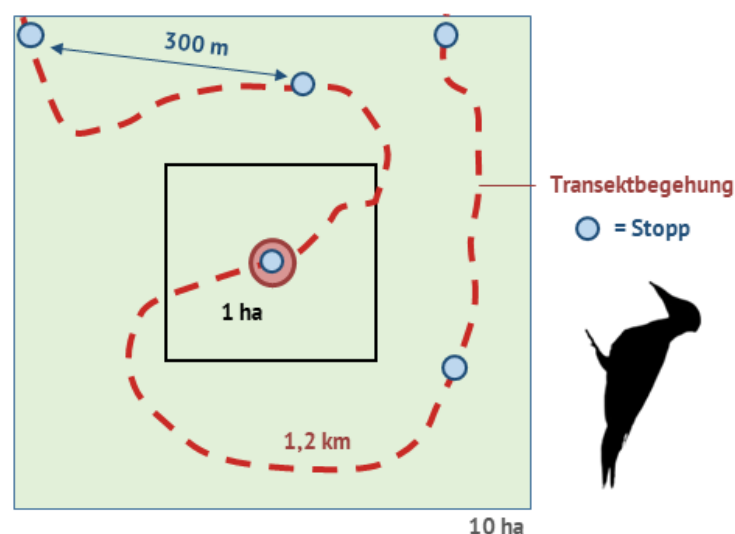 300 m
Transektbegehung
= Stopp
1 ha
1,2 km
10 ha